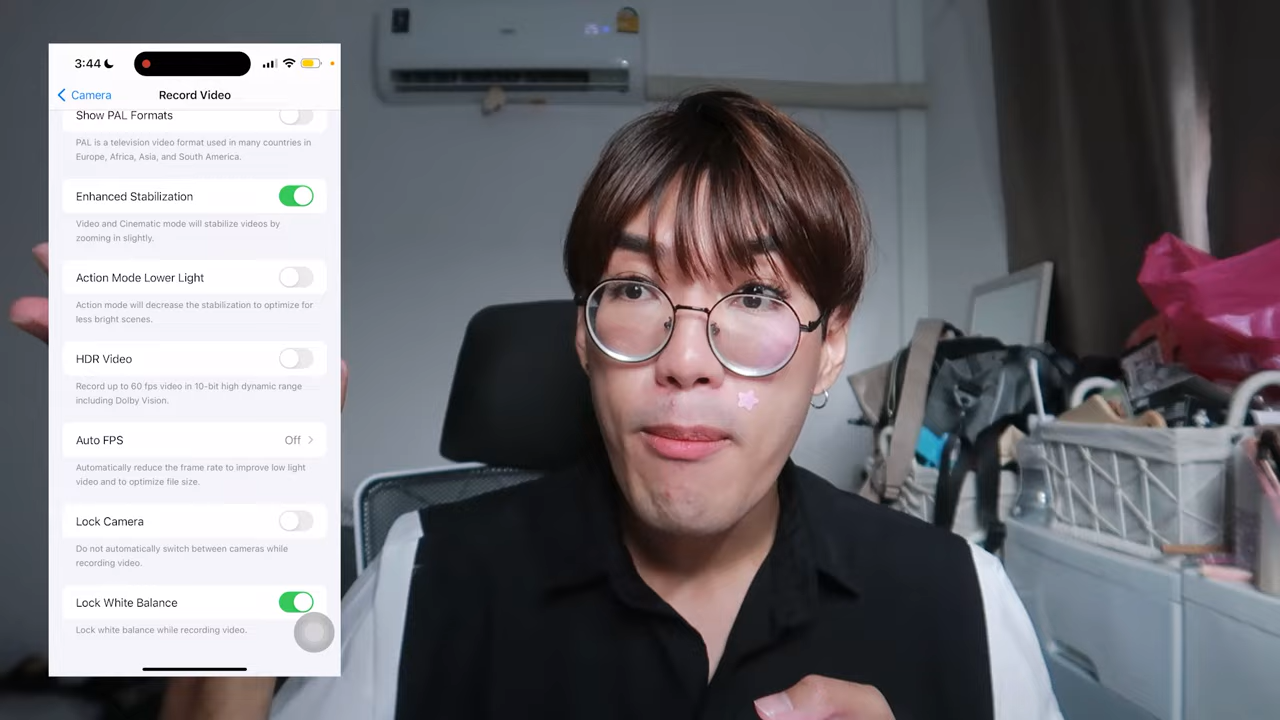 3:44
Camera
Record Video
Show PAL Formats
PAL is a television video format used in many countries in
Europe, Africa, Asia, and South America.
Enhanced Stabilization
Video and Cinematic mode will stabilize videos by
zooming in slightly.
Action Mode Lower Light
Action mode will decrease the stabilization to optimize for
less bright scenes.
HDR Video
Record up to 60 fps video in 10-bit high dynamic range
including Dolby Vision.
Auto FPS
Off
Automatically reduce the frame rate to improve low light
video and to optimize file size.
Lock Camera
Do not automatically switch between cameras while
recording video.
Lock White Balance
Lock white balance while recording video.